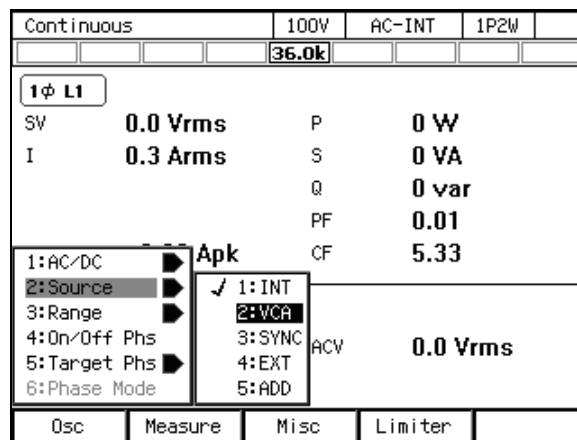 Continuous 100V AC-INT 1P2W
36.0k
1ϕ L1
SV 0.0 Vrms P 0 W
I 0.3 Arms S 0 VA
Q 0 var
PF 0.01
Apk CF 5.33
1:AC/DC
2:Source
3:Range
4:On/Off Phs
5:Target Phs
6:Phase Mode
✓ 1:INT
2:VCA
3:SYNC
4:EXT
5:ADD
ACV 0.0 Vrms
Osc Measure Misc Limiter